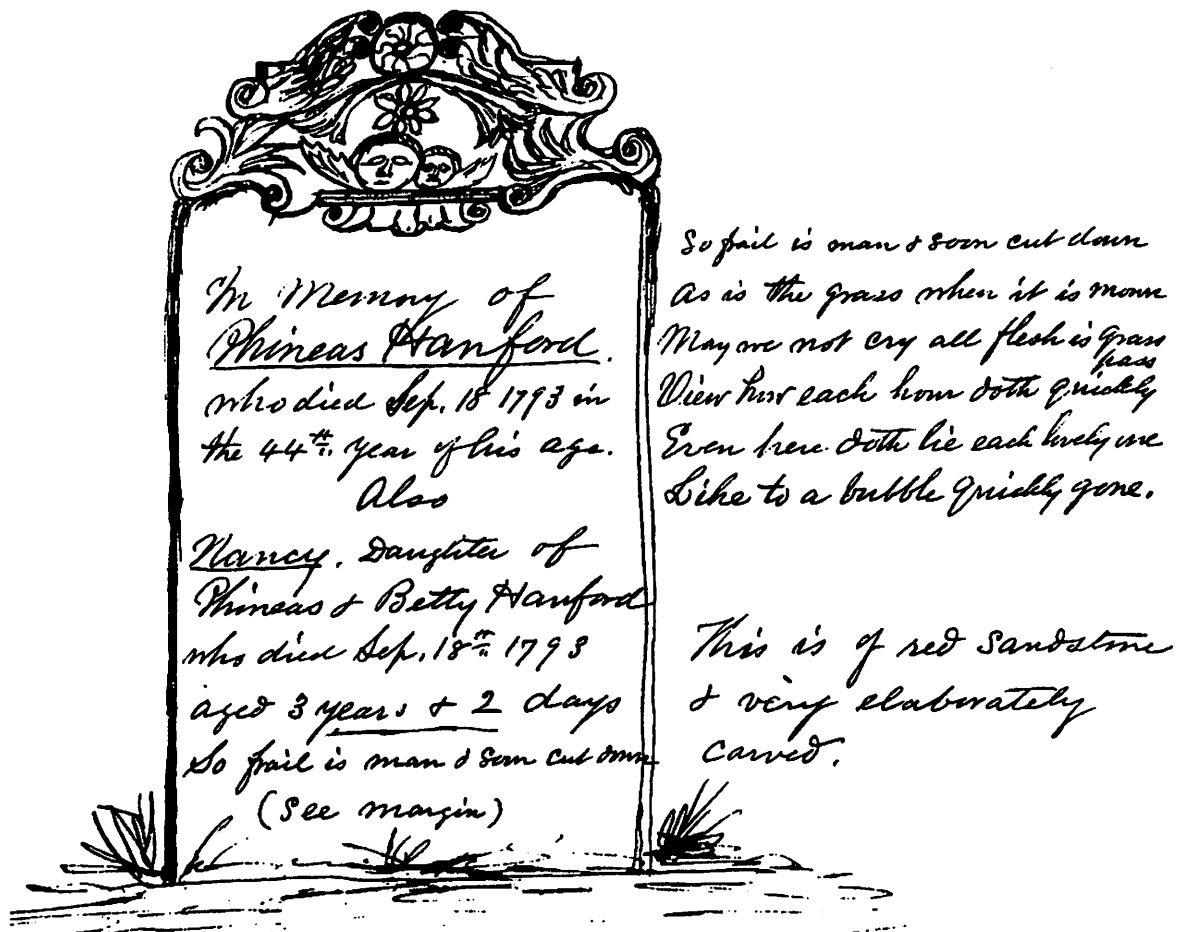 In Memory of
Phineas Hanford.
who died Sep. 18 1793 in
the 44th. year of his age.
Also
Nancy. Daughter of
Phineas & Betty Hanford
who died Sep. 18th. 1793
aged 3 years & 2 days
So frail is man & soon cut down
(See margin)
So frail is man & soon cut down
As is the grass when it is mown
May we not cry all flesh is grass
View how each hour doth quickly pass
Even here doth lie each lovely one
Like to a bubble quickly gone.
This is of red sandstone
& very elaborately
carved.